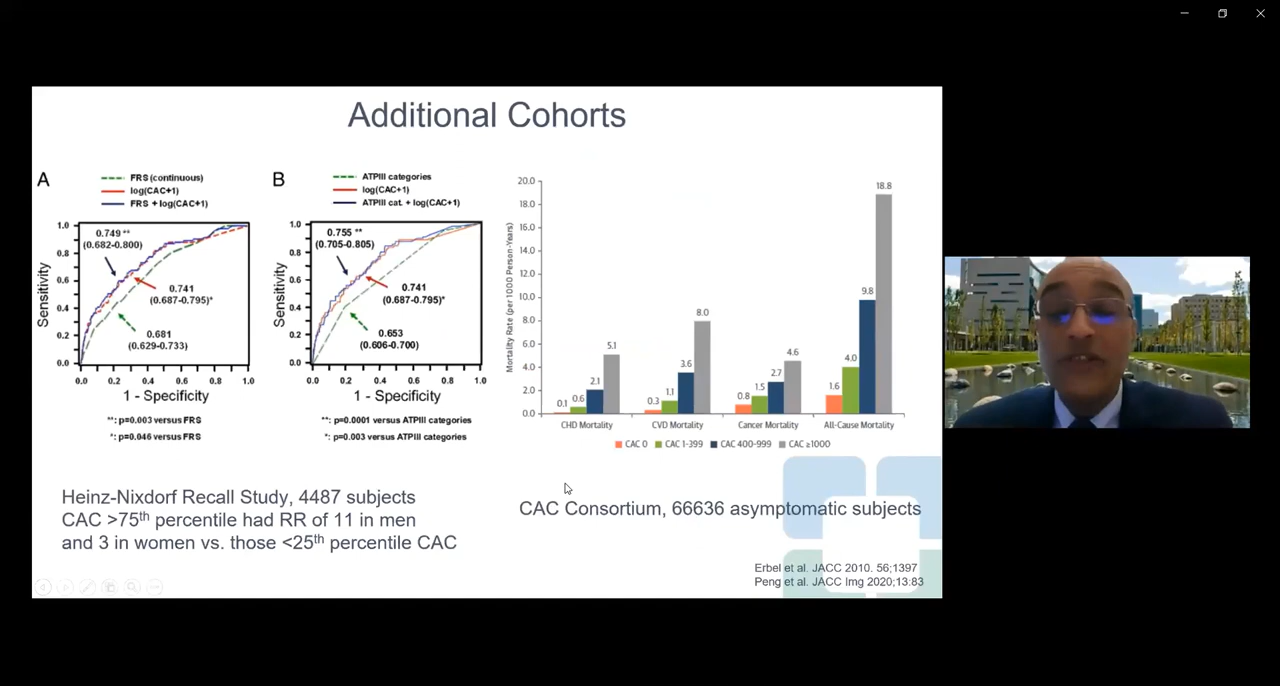 Additional Cohorts
A
FRS (continuous)
log(CAC+1)
FRS + log(CAC+1)
1.0
0.8
0.6
0.4
0.2
0.0
Sensitivity
0.749 **
(0.682-0.800)
0.741
(0.687-0.795)*
0.681
(0.629-0.733)
0.0 0.2 0.4 0.6 0.8 1.0
1 - Specificity
**: p=0.003 versus FRS
*: p=0.046 versus FRS
B
ATPIII categories
log(CAC+1)
ATPIII cat. + log(CAC+1)
1.0
0.8
0.6
0.4
0.2
0.0
Sensitivity
0.755 **
(0.705-0.805)
0.741
(0.687-0.795)*
0.653
(0.606-0.700)
0.0 0.2 0.4 0.6 0.8 1.0
1 - Specificity
**: p=0.0001 versus ATPIII categories
*: p=0.003 versus ATPIII categories
Mortality Rate (per 1000 Person-Years)
20.0
18.0
16.0
14.0
12.0
10.0
8.0
6.0
4.0
2.0
0.0
0.1 0.6 2.1 5.1
0.3 1.1 3.6 8.0
0.8 1.5 2.7 4.6
1.6 4.0 9.8 18.8
CHD Mortality CVD Mortality Cancer Mortality All-Cause Mortality
CAC 0 CAC 1-399 CAC 400-999 CAC ≥1000
Heinz-Nixdorf Recall Study, 4487 subjects
CAC >75th percentile had RR of 11 in men
and 3 in women vs. those <25th percentile CAC
CAC Consortium, 66636 asymptomatic subjects
Erbel et al. JACC 2010. 56;1397
Peng et al. JACC Img 2020;13:83